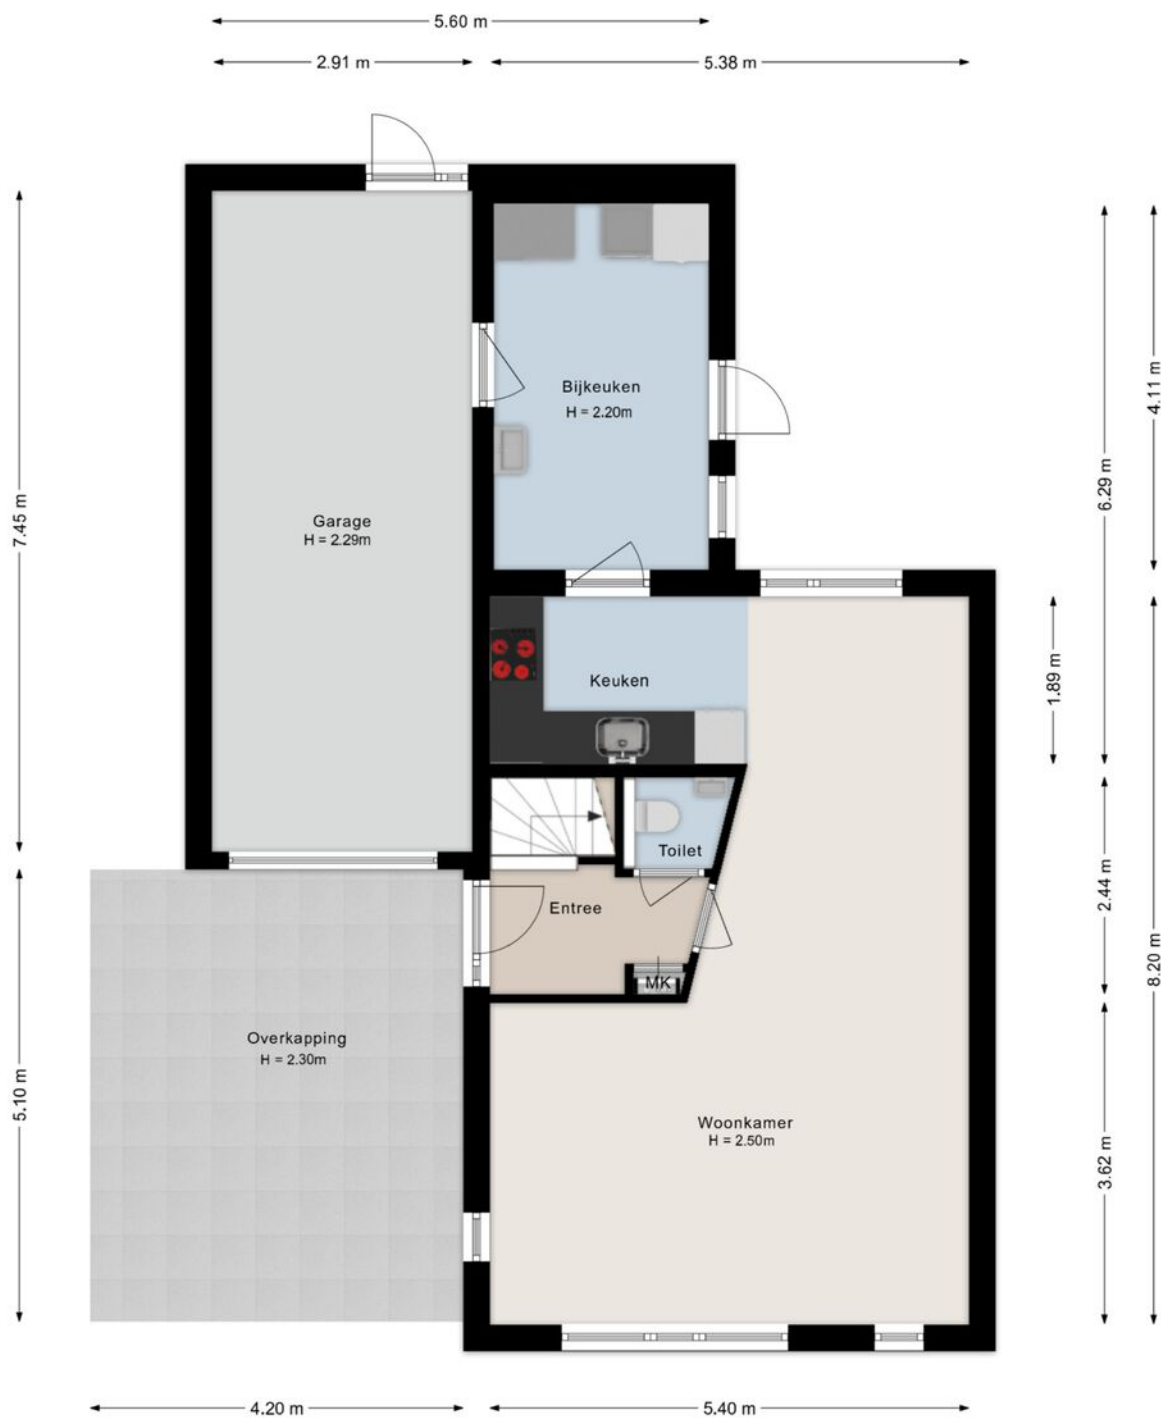 5.60 m
2.91 m
5.38 m
Bijkeuken
H = 2.20m
4.11 m
6.29 m
7.45 m
Garage
H = 2.29m
Keuken
1.89 m
Toilet
Entree
2.44 m
MK
8.20 m
Overkapping
H = 2.30m
5.10 m
Woonkamer
H = 2.50m
3.62 m
4.20 m
5.40 m